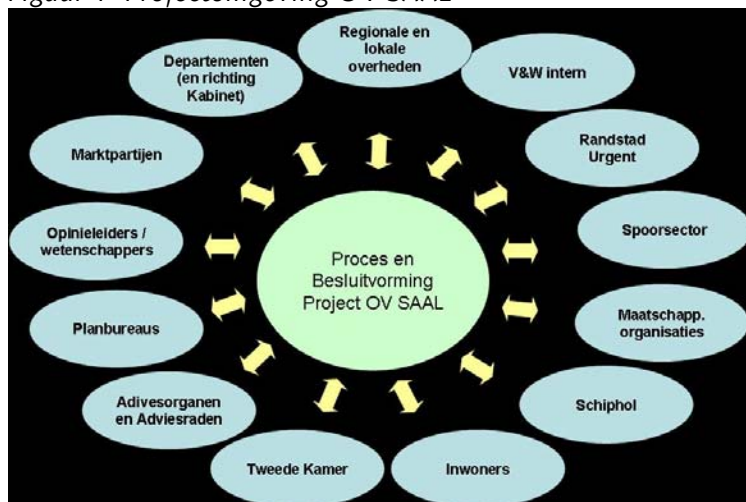 Regionale en
lokale
overheden
V&W intern
Randstad
Urgent
Spoorsector
Maatschapp.
organisaties
Schiphol
Inwoners
Tweede Kamer
Adivesorganen
en Adviesraden
Planbureaus
Opinieleiders /
wetenschappers
Marktpartijen
Departementen
(en richting
Kabinet)
Proces en
Besluitvorming
Project OV SAAL